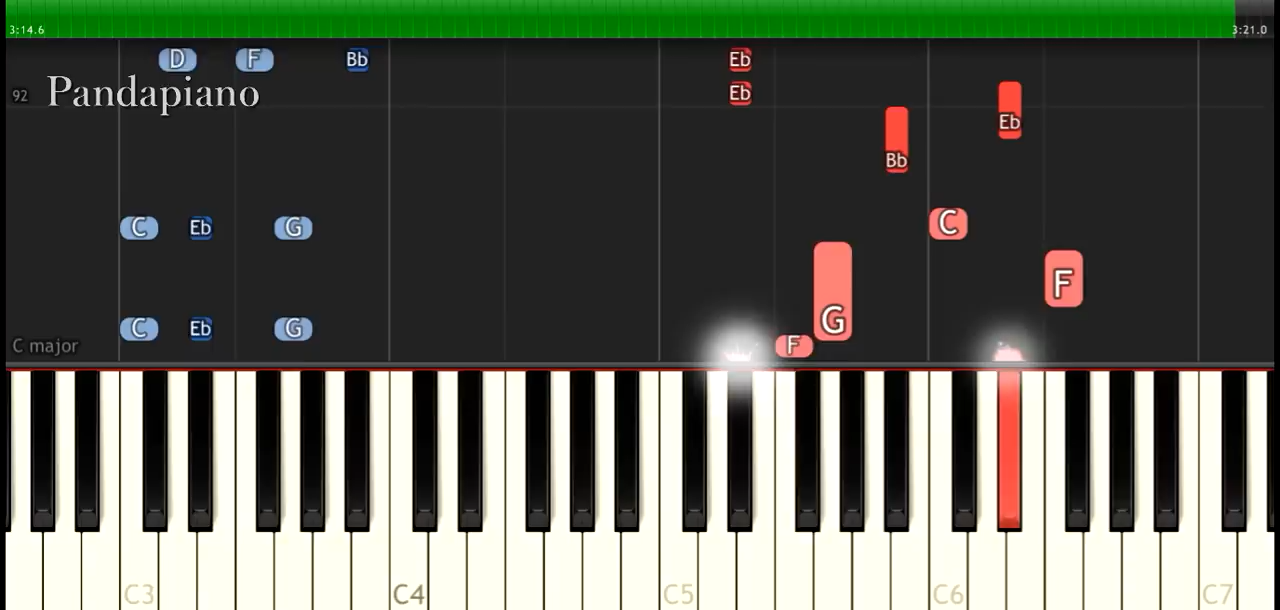 3:14.6 3:21.0
D F Bb Eb
92 Pandapiano Eb
Eb
Bb
C Eb G C
F
G
C Eb G
C major F
C3 C4 C5 C6 C7